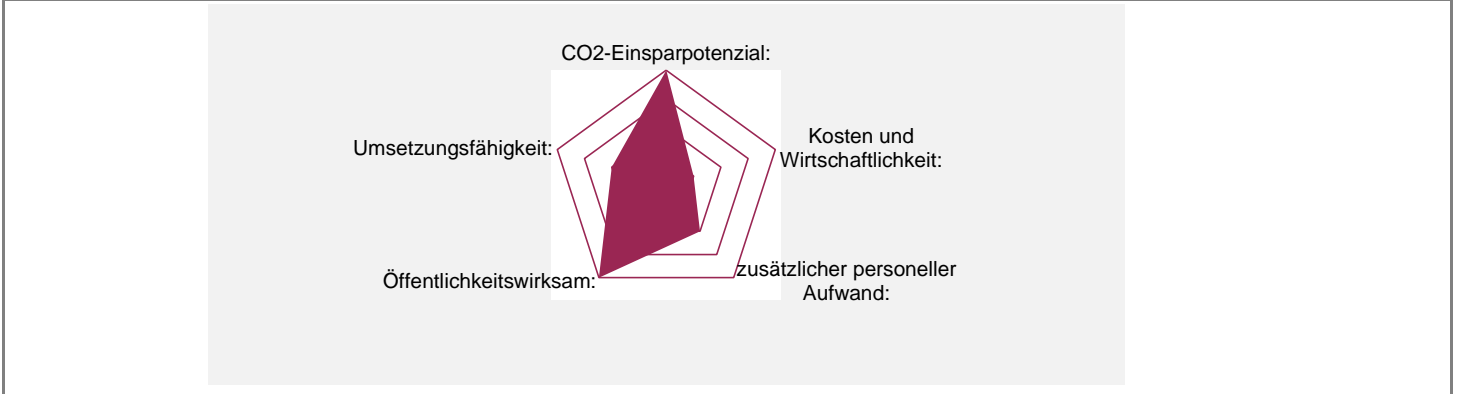 CO2-Einsparpotenzial:
Kosten und
Wirtschaftlichkeit:
zusätzlicher personeller
Aufwand:
Öffentlichkeitswirksam:
Umsetzungsfähigkeit: